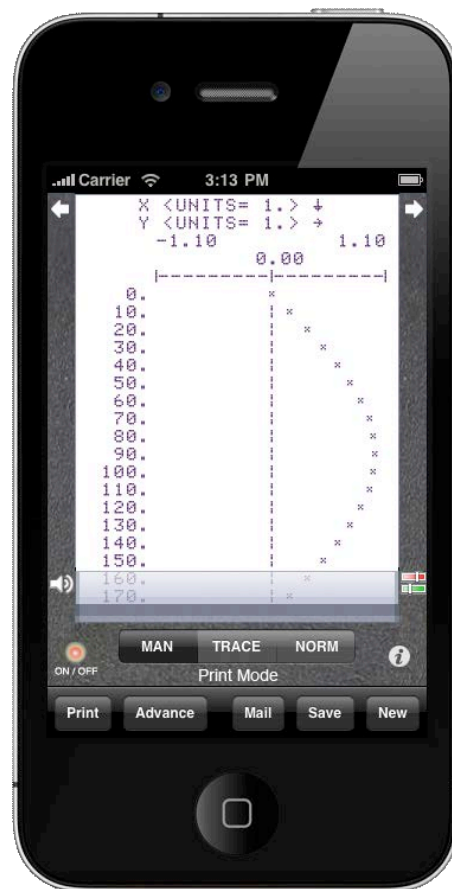 Carrier 3:13 PM
X <UNITS= 1.> ↓
Y <UNITS= 1.> →
-1.10 1.10
0.00
0.
10.
20.
30.
40.
50.
60.
70.
80.
90.
100.
110.
120.
130.
140.
150.
160.
170.
MAN TRACE NORM
ON / OFF
Print Mode
Print Advance Mail Save New